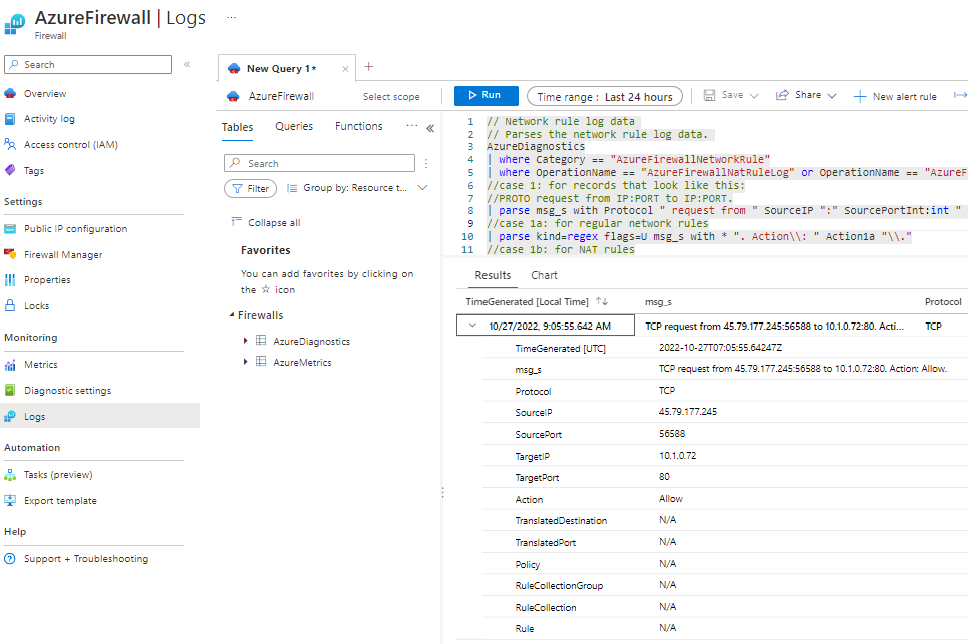 AzureFirewall | Logs ...
Firewall
Search
«
Overview
Activity log
Access control (IAM)
Tags
Settings
Public IP configuration
Firewall Manager
Properties
Locks
Monitoring
Metrics
Diagnostic settings
Logs
Automation
Tasks (preview)
Export template
Help
Support + Troubleshooting
New Query 1* × +
AzureFirewall Select scope
Run Time range : Last 24 hours Save Share New alert rule
Tables Queries Functions ... «
Search
Filter Group by: Resource t...
Collapse all
Favorites
You can add favorites by clicking on
the ☆ icon
Firewalls
AzureDiagnostics
AzureMetrics
1 // Network rule log data
2 // Parses the network rule log data.
3 AzureDiagnostics
4 | where Category == "AzureFirewallNetworkRule"
5 | where OperationName == "AzureFirewallNatRuleLog" or OperationName == "AzureF
6 //case 1: for records that look like this:
7 //PROTO request from IP:PORT to IP:PORT.
8 | parse msg_s with Protocol " request from " SourceIP ":" SourcePortInt:int "
9 //case 1a: for regular network rules
10 | parse kind=regex flags=U msg_s with * ". Action\\: " Action1a "\\."
11 //case 1b: for NAT rules
Results Chart
TimeGenerated [Local Time] ↑↓ msg_s Protocol
10/27/2022, 9:05:55.642 AM TCP request from 45.79.177.245:56588 to 10.1.0.72:80. Acti... TCP
TimeGenerated [UTC] 2022-10-27T07:05:55.64247Z
msg_s TCP request from 45.79.177.245:56588 to 10.1.0.72:80. Action: Allow.
Protocol TCP
SourceIP 45.79.177.245
SourcePort 56588
TargetIP 10.1.0.72
TargetPort 80
Action Allow
TranslatedDestination N/A
TranslatedPort N/A
Policy N/A
RuleCollectionGroup N/A
RuleCollection N/A
Rule N/A